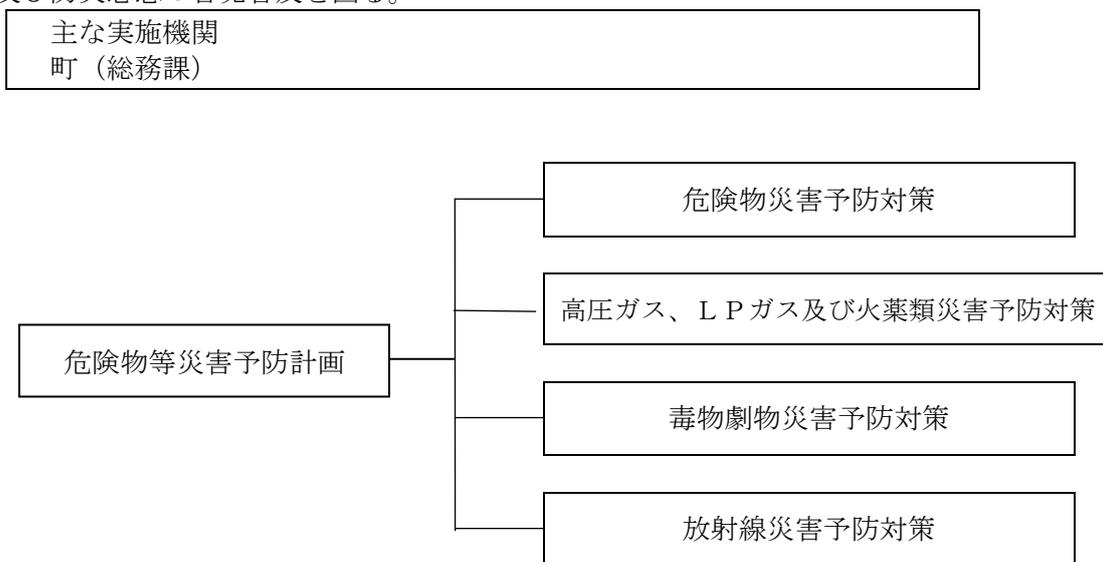 主な実施機関
町（総務課）
危険物災害予防対策
高圧ガス、ＬＰガス及び火薬類災害予防対策
危険物等災害予防計画
毒物劇物災害予防対策
放射線災害予防対策